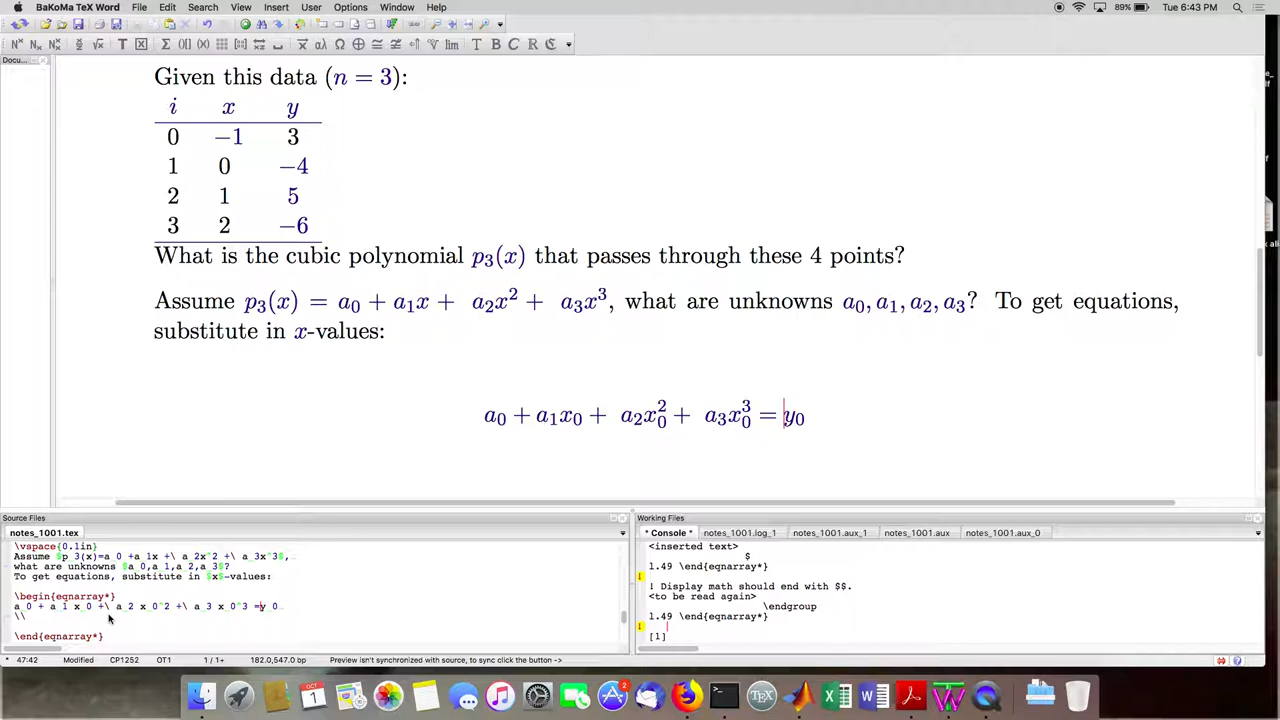 BaKoMa TeX Word File Edit Search View Insert User Options Window Help 89% Tue 6:43 PM
Docu...
Given this data (n = 3):
i x y
0 −1 3
1 0 −4
2 1 5
3 2 −6
What is the cubic polynomial p₃(x) that passes through these 4 points?
Assume p₃(x) = a₀ + a₁x + a₂x² + a₃x³, what are unknowns a₀, a₁, a₂, a₃? To get equations,
substitute in x-values:
a₀ + a₁x₀ + a₂x₀² + a₃x₀³ = y₀
Source Files
notes_1001.tex
\vspace{0.1in}
Assume $p_3(x)=a_0 +a_1x +\ a_2x^2 +\ a_3x^3$,
what are unknowns $a_0,a_1,a_2,a_3$?
To get equations, substitute in $x$-values:
\begin{eqnarray*}
a_0 + a_1 x_0 +\ a_2 x_0^2 +\ a_3 x_0^3 =y_0
\\
\end{eqnarray*}
Working Files
* Console * notes_1001.log_1 notes_1001.aux_1 notes_1001.aux notes_1001.aux_0
<inserted text>
$
1.49 \end{eqnarray*}
! Display math should end with $$.
<to be read again>
\endgroup
1.49 \end{eqnarray*}
[1]
* 47:42 Modified CP1252 OT1 1/1+ 182.0,547.0 bp Preview isn't synchronized with source, to sync click the button ->